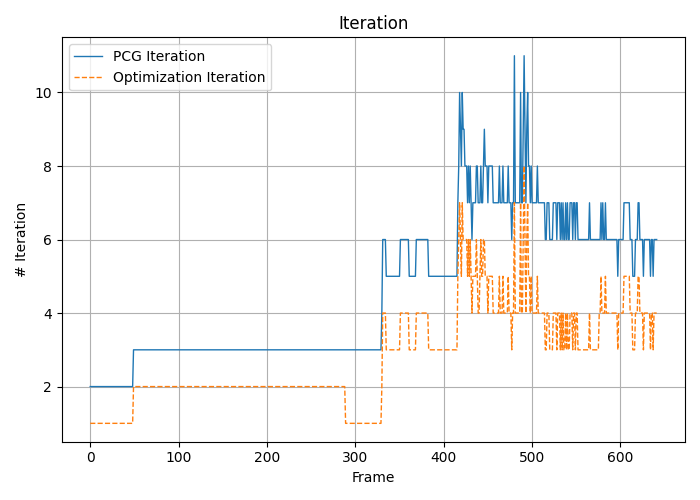 Iteration
PCG Iteration
Optimization Iteration
# Iteration
10
8
6
4
2
0 100 200 300 400 500 600
Frame